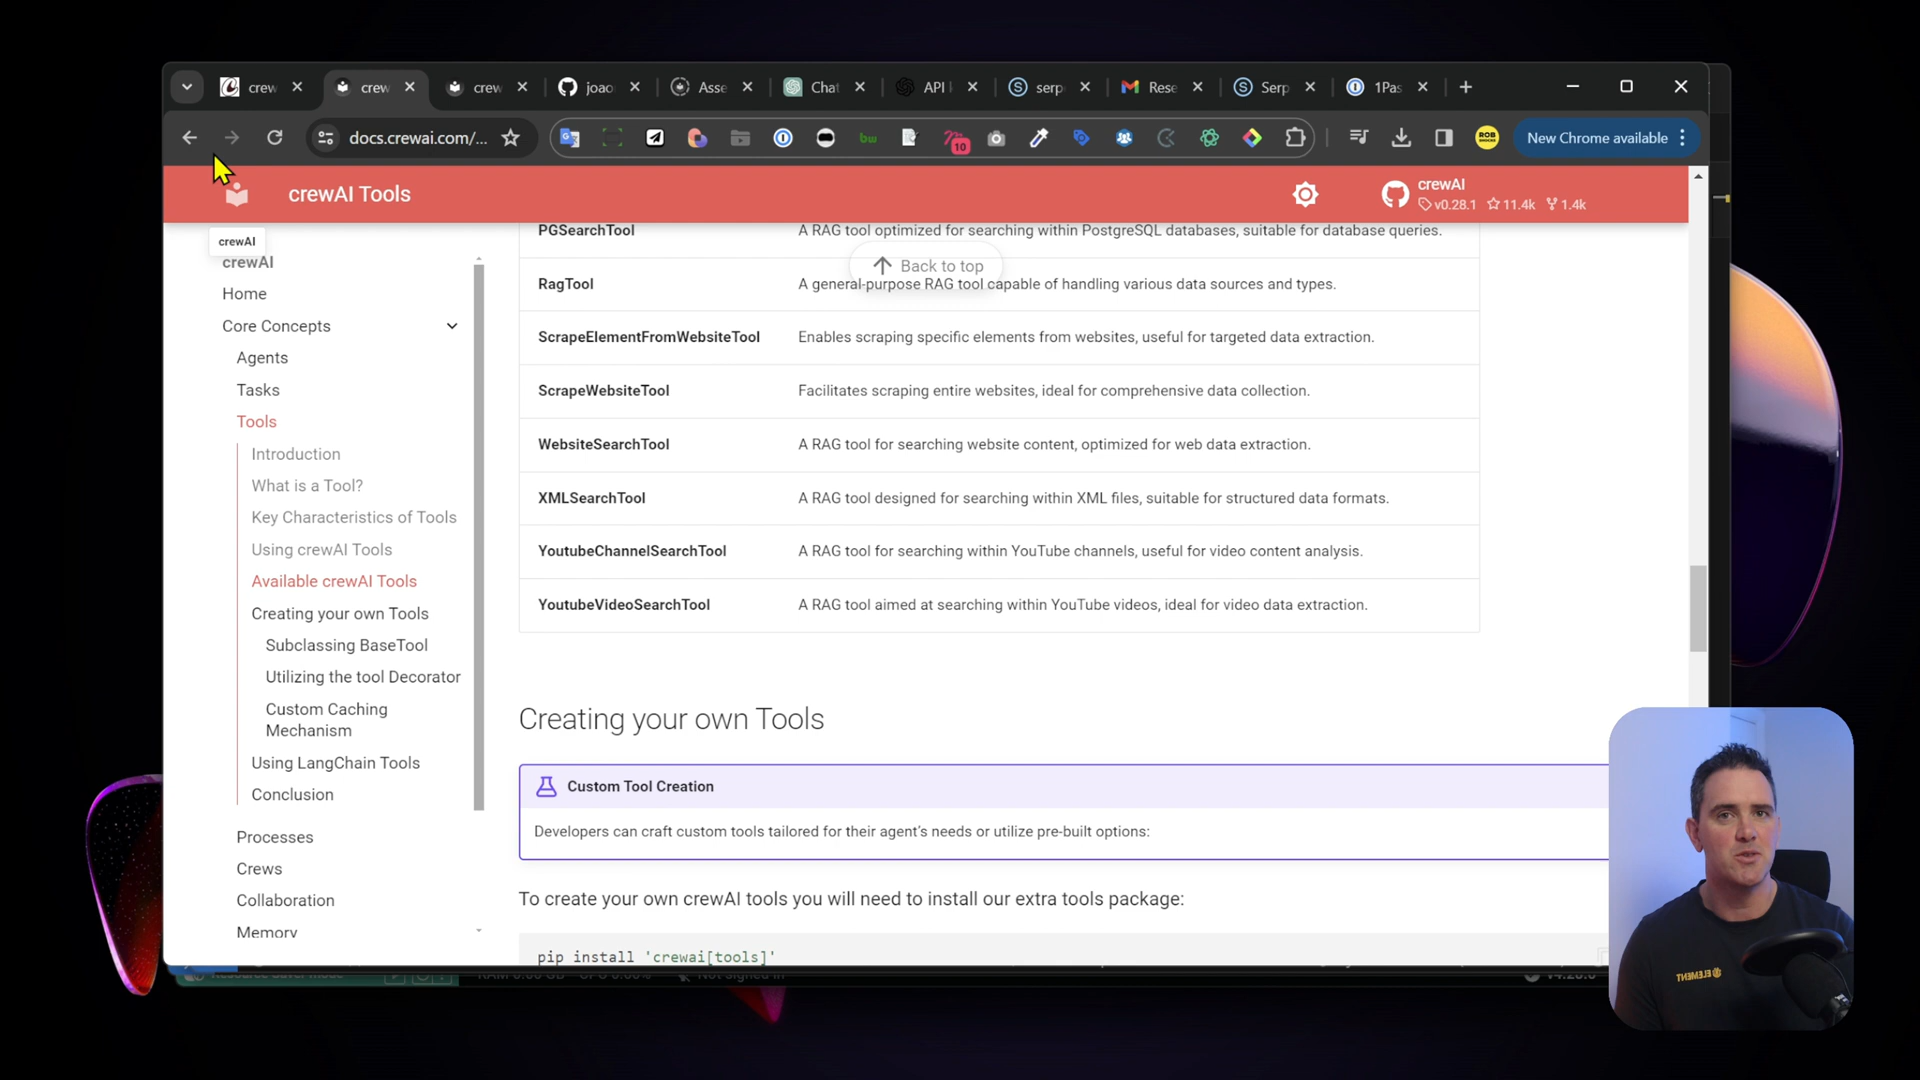 crew
crew
crew
joao
Asse
Chat
API
serp
Rese
Serp
1Pas
docs.crewai.com/...
bw
10
ROB
New Chrome available
crewAI Tools
crewAI
v0.28.1
11.4k
1.4k
crewAI
crewAI
Home
Core Concepts
Agents
Tasks
Tools
Introduction
What is a Tool?
Key Characteristics of Tools
Using crewAI Tools
Available crewAI Tools
Creating your own Tools
Subclassing BaseTool
Utilizing the tool Decorator
Custom Caching
Mechanism
Using LangChain Tools
Conclusion
Processes
Crews
Collaboration
Memory
PGSearchTool A RAG tool optimized for searching within PostgreSQL databases, suitable for database queries.
Back to top
RagTool A general-purpose RAG tool capable of handling various data sources and types.
ScrapeElementFromWebsiteTool Enables scraping specific elements from websites, useful for targeted data extraction.
ScrapeWebsiteTool Facilitates scraping entire websites, ideal for comprehensive data collection.
WebsiteSearchTool A RAG tool for searching website content, optimized for web data extraction.
XMLSearchTool A RAG tool designed for searching within XML files, suitable for structured data formats.
YoutubeChannelSearchTool A RAG tool for searching within YouTube channels, useful for video content analysis.
YoutubeVideoSearchTool A RAG tool aimed at searching within YouTube videos, ideal for video data extraction.
Creating your own Tools
Custom Tool Creation
Developers can craft custom tools tailored for their agent's needs or utilize pre-built options:
To create your own crewAI tools you will need to install our extra tools package:
pip install 'crewai[tools]'
ELEMENT